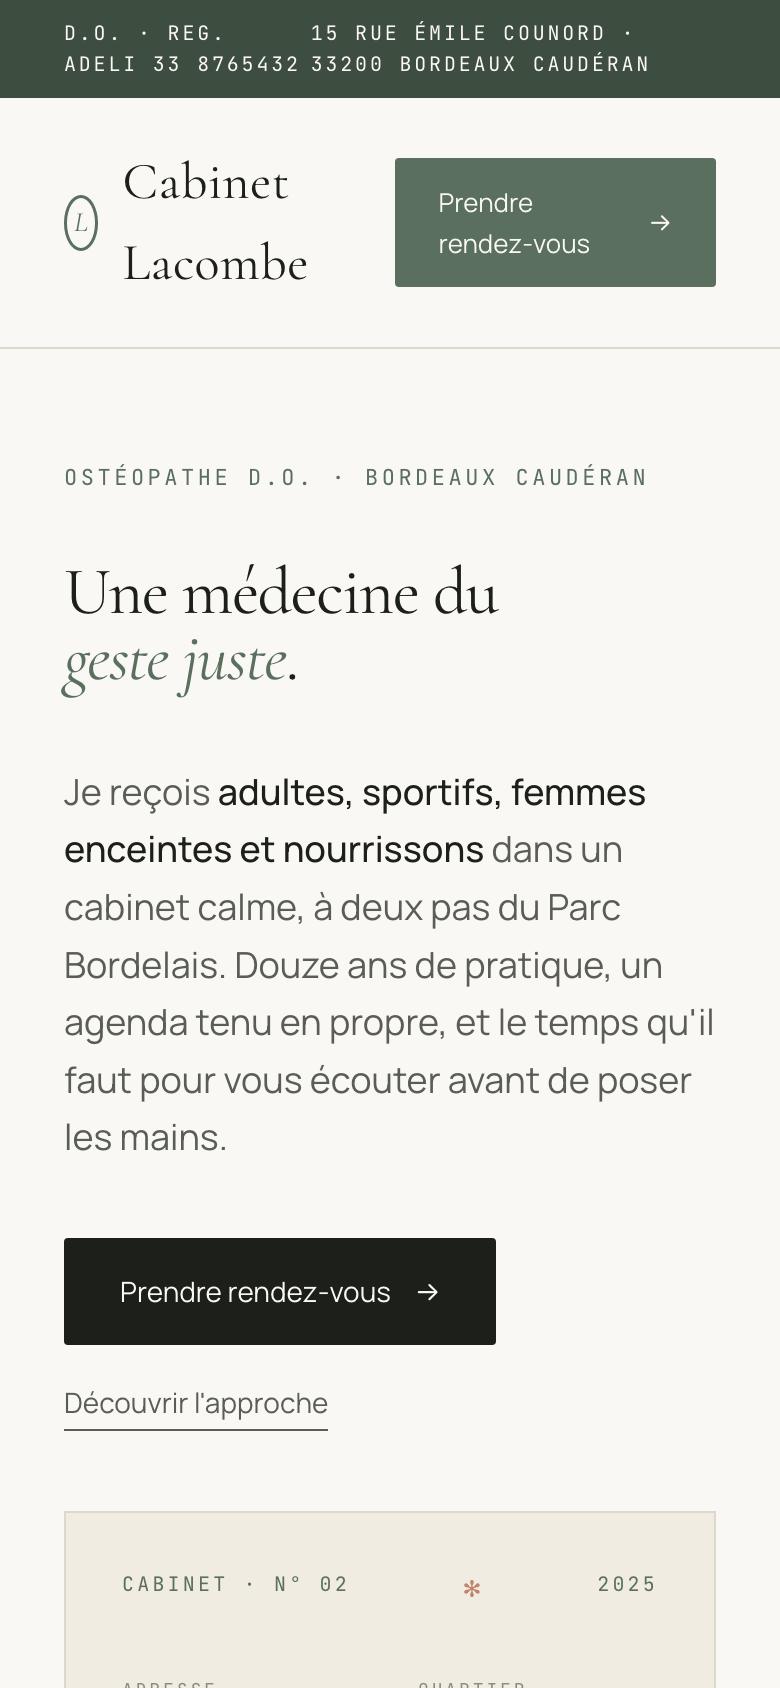 D.O. · REG.
ADELI 33 8765432
15 RUE ÉMILE COUNORD ·
33200 BORDEAUX CAUDÉRAN
L
Cabinet
Lacombe
Prendre
rendez-vous →
OSTÉOPATHE D.O. · BORDEAUX CAUDÉRAN
Une médecine du
geste juste.
Je reçois adultes, sportifs, femmes
enceintes et nourrissons dans un
cabinet calme, à deux pas du Parc
Bordelais. Douze ans de pratique, un
agenda tenu en propre, et le temps qu'il
faut pour vous écouter avant de poser
les mains.
Prendre rendez-vous →
Découvrir l'approche
CABINET · N° 02 ✻ 2025
ADRESSE QUARTIER